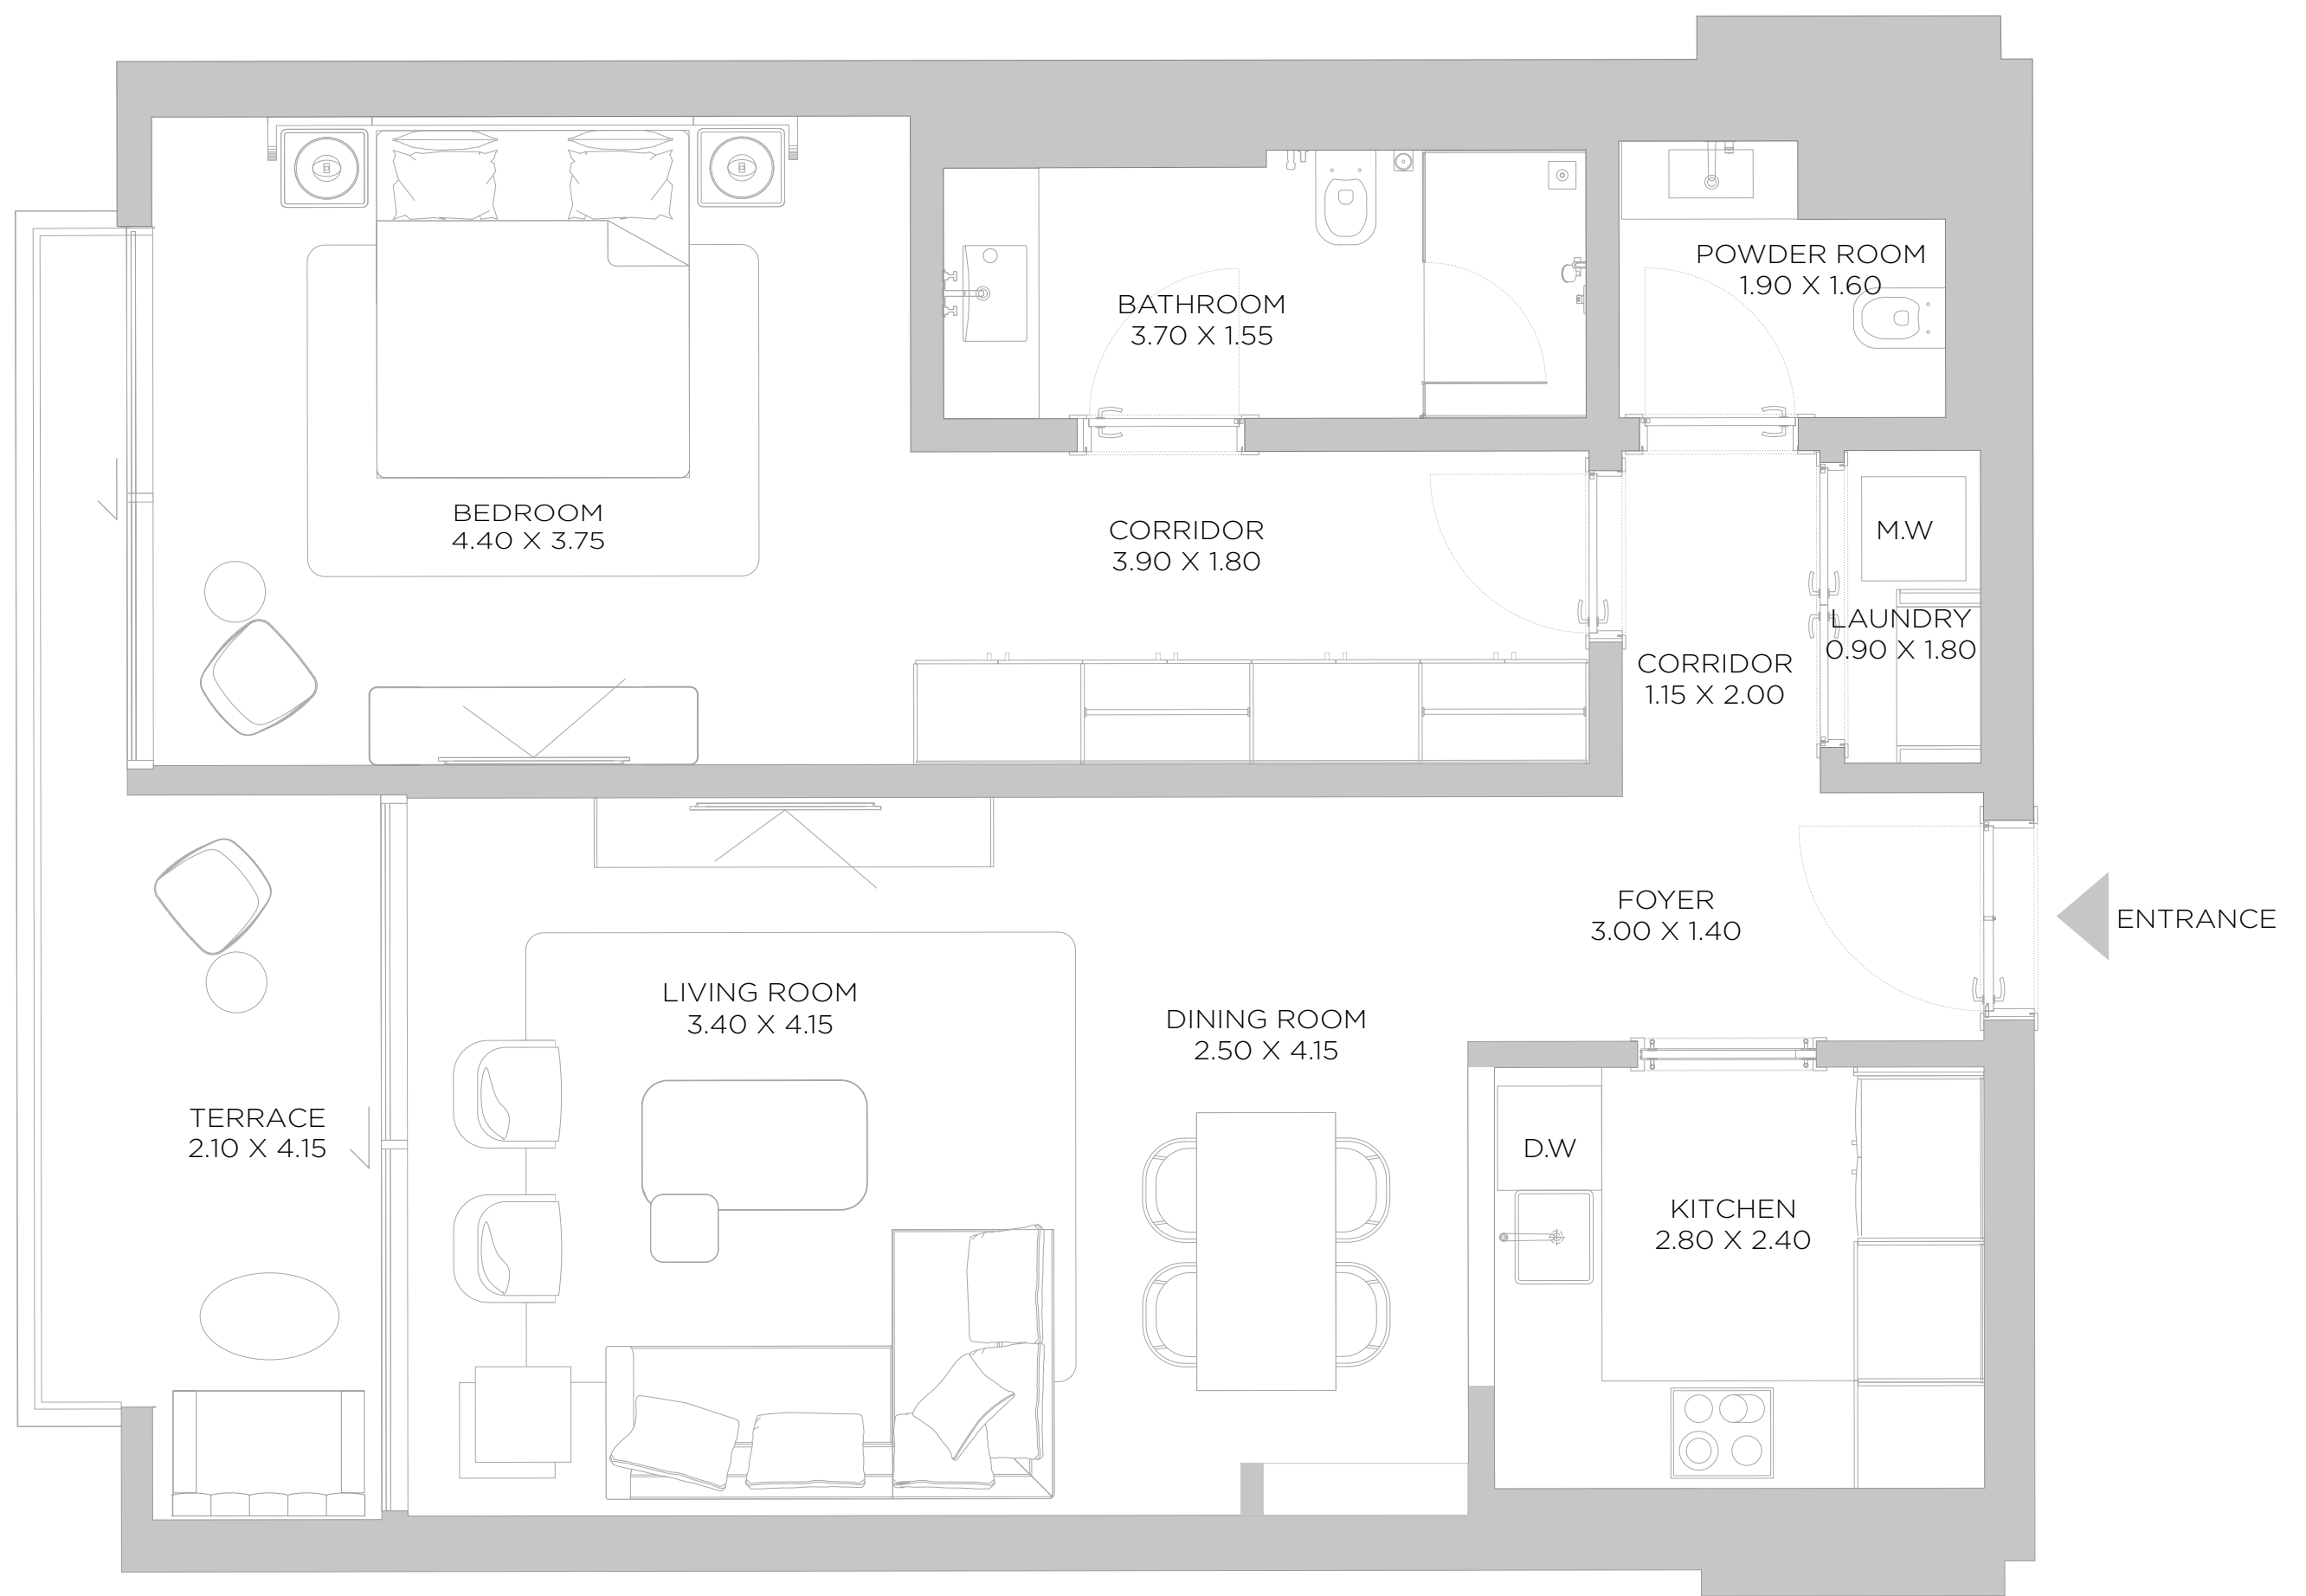 POWDER ROOM
1.90 X 1.60
BATHROOM
3.70 X 1.55
BEDROOM
4.40 X 3.75
CORRIDOR
3.90 X 1.80
M.W
LAUNDRY
0.90 X 1.80
CORRIDOR
1.15 X 2.00
FOYER
3.00 X 1.40
ENTRANCE
LIVING ROOM
3.40 X 4.15
DINING ROOM
2.50 X 4.15
TERRACE
2.10 X 4.15
D.W
KITCHEN
2.80 X 2.40